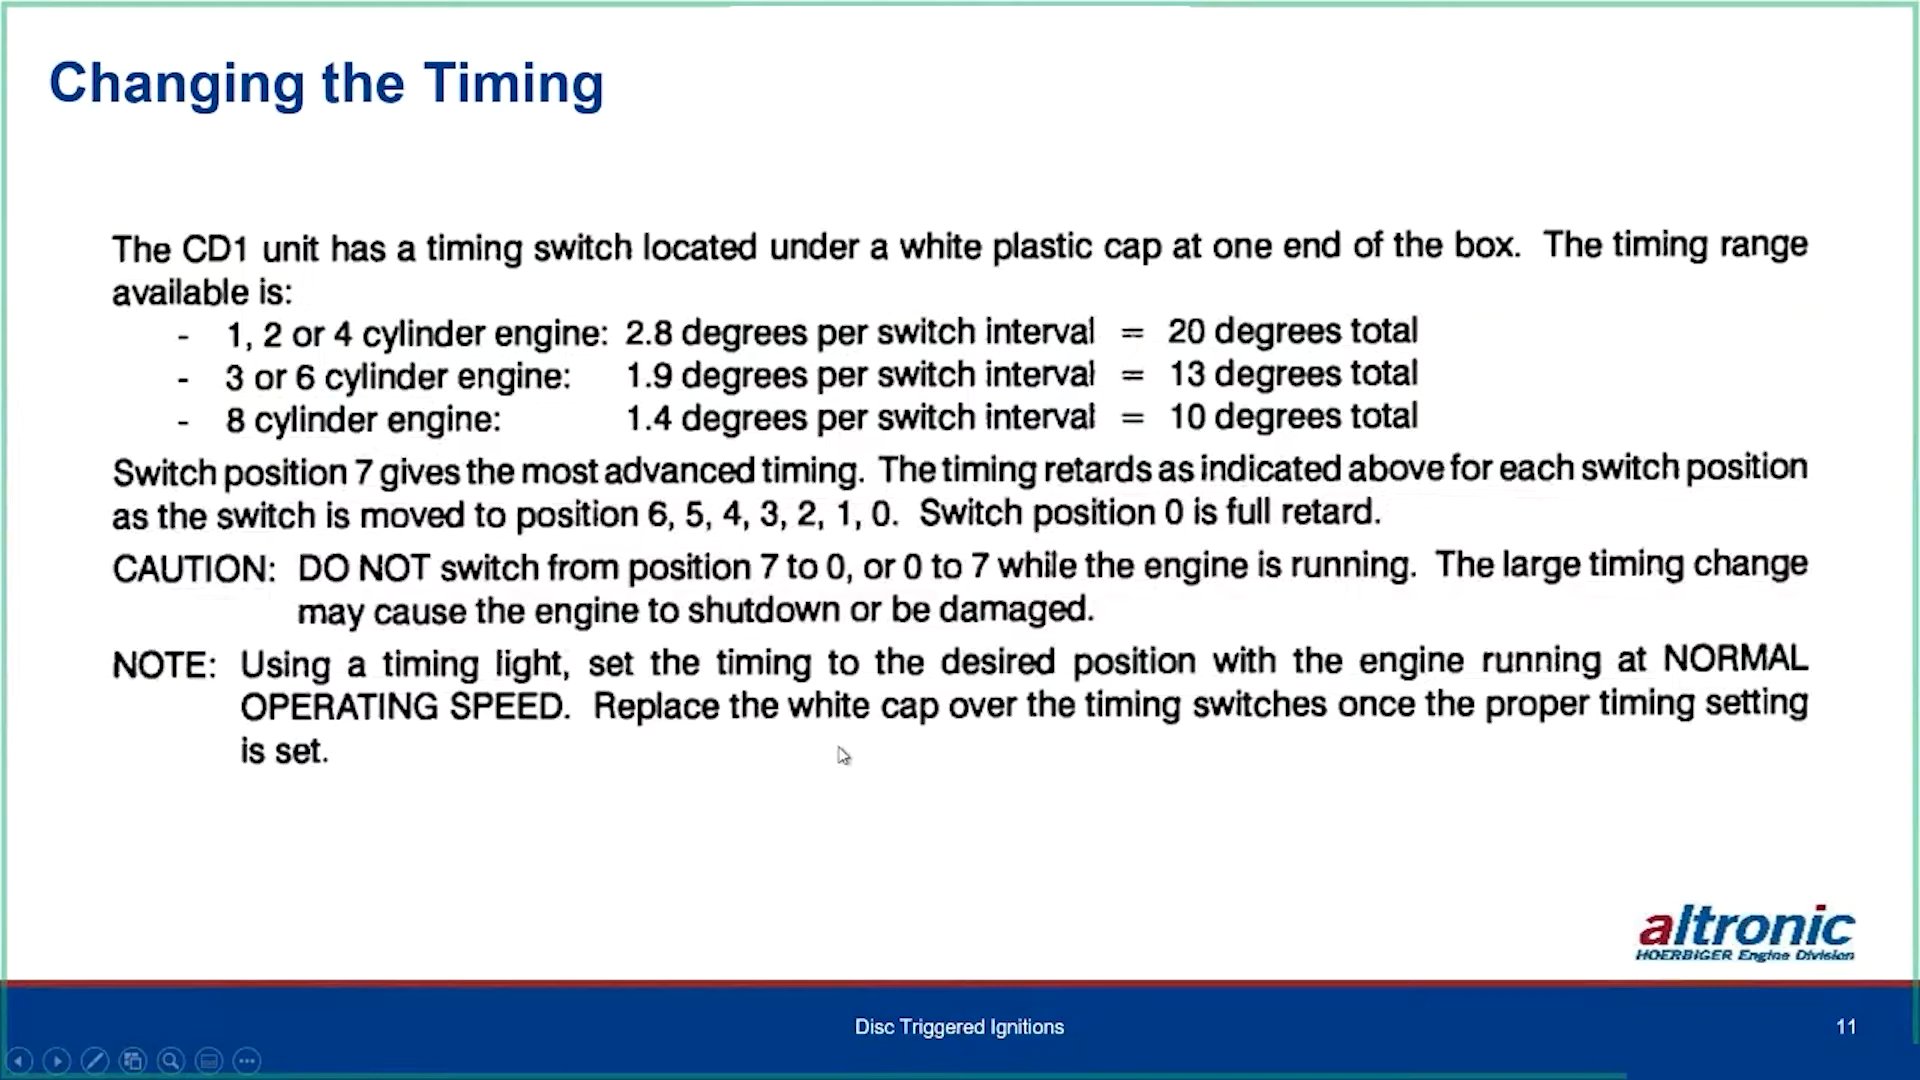 Changing the Timing
The CD1 unit has a timing switch located under a white plastic cap at one end of the box. The timing range
available is:
- 1, 2 or 4 cylinder engine: 2.8 degrees per switch interval = 20 degrees total
- 3 or 6 cylinder engine: 1.9 degrees per switch interval = 13 degrees total
- 8 cylinder engine: 1.4 degrees per switch interval = 10 degrees total
Switch position 7 gives the most advanced timing. The timing retards as indicated above for each switch position
as the switch is moved to position 6, 5, 4, 3, 2, 1, 0. Switch position 0 is full retard.
CAUTION: DO NOT switch from position 7 to 0, or 0 to 7 while the engine is running. The large timing change
may cause the engine to shutdown or be damaged.
NOTE: Using a timing light, set the timing to the desired position with the engine running at NORMAL
OPERATING SPEED. Replace the white cap over the timing switches once the proper timing setting
is set.
altronic
HOERBIGER Engine Division
Disc Triggered Ignitions
11